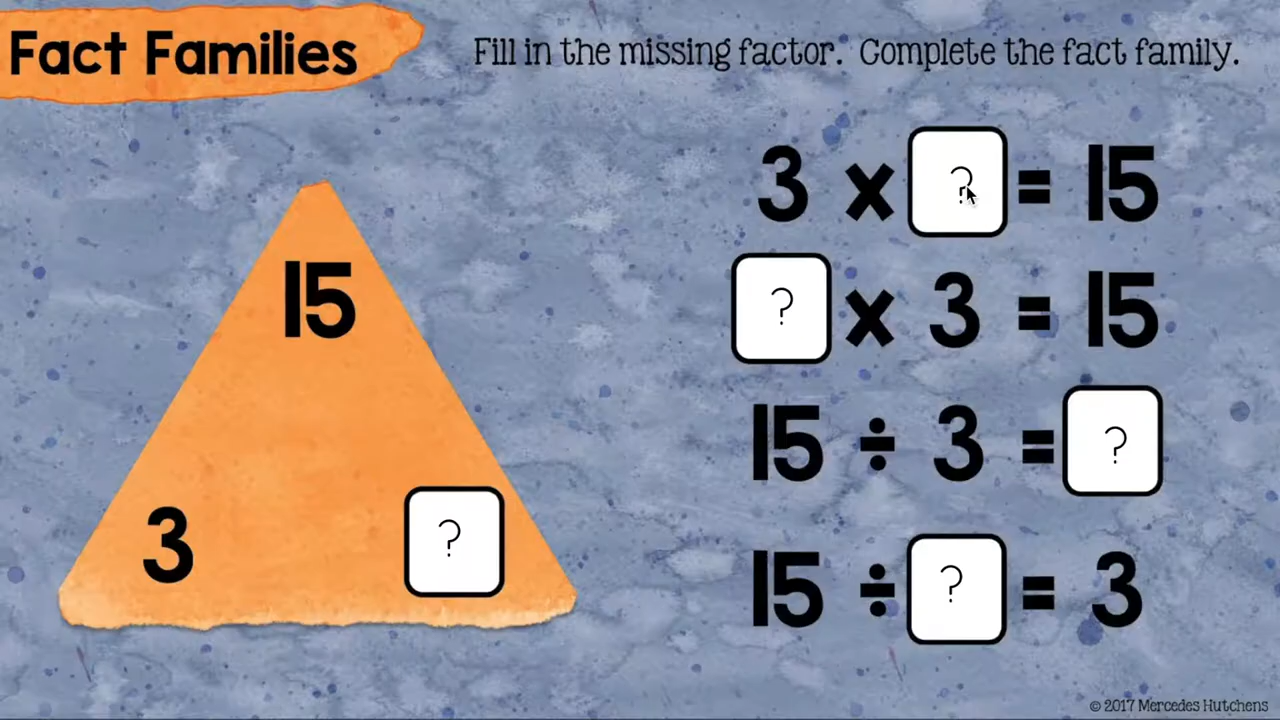 Fact Families
Fill in the missing factor. Complete the fact family.
15
3 ?
3 x ? = 15
? x 3 = 15
15 ÷ 3 = ?
15 ÷ ? = 3
© 2017 Mercedes Hutchens